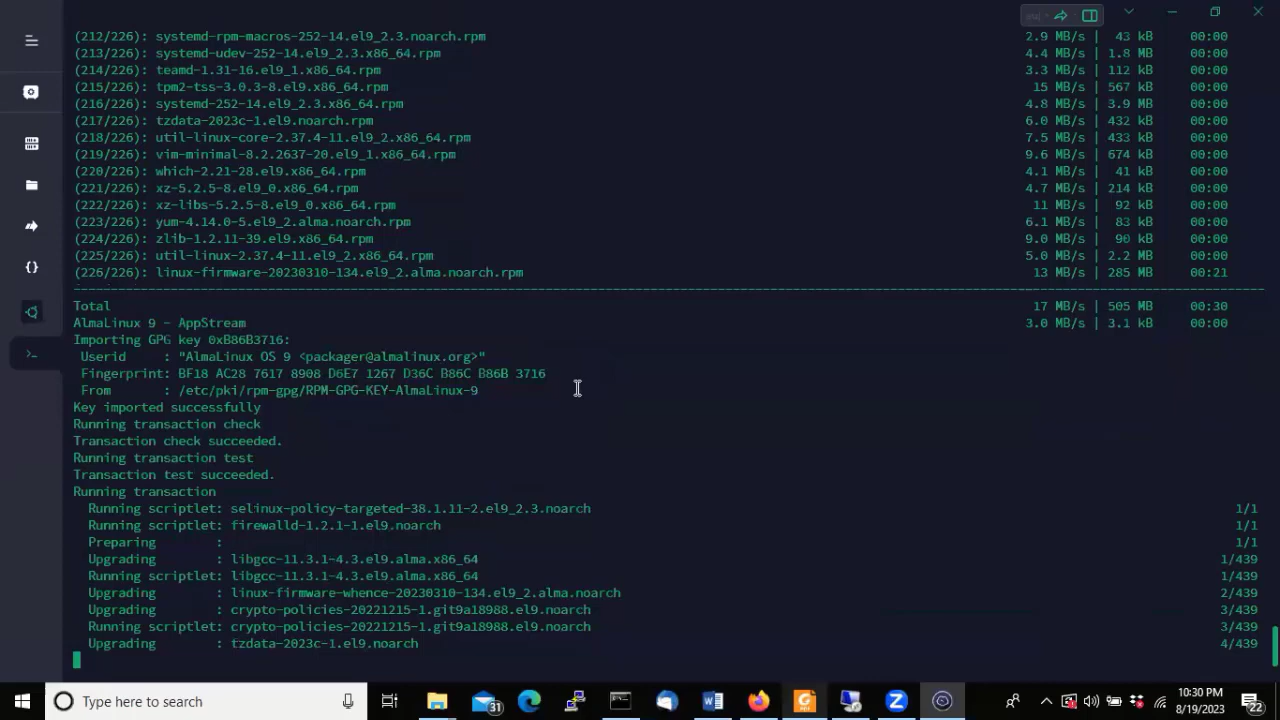 (212/226): systemd-rpm-macros-252-14.el9_2.3.noarch.rpm 2.9 MB/s | 43 kB 00:00
(213/226): systemd-udev-252-14.el9_2.3.x86_64.rpm 4.4 MB/s | 1.8 MB 00:00
(214/226): teamd-1.31-16.el9_1.x86_64.rpm 3.3 MB/s | 112 kB 00:00
(215/226): tpm2-tss-3.0.3-8.el9.x86_64.rpm 15 MB/s | 567 kB 00:00
(216/226): systemd-252-14.el9_2.3.x86_64.rpm 4.8 MB/s | 3.9 MB 00:00
(217/226): tzdata-2023c-1.el9.noarch.rpm 6.0 MB/s | 432 kB 00:00
(218/226): util-linux-core-2.37.4-11.el9_2.x86_64.rpm 7.5 MB/s | 433 kB 00:00
(219/226): vim-minimal-8.2.2637-20.el9_1.x86_64.rpm 9.6 MB/s | 674 kB 00:00
(220/226): which-2.21-28.el9.x86_64.rpm 4.1 MB/s | 41 kB 00:00
(221/226): xz-5.2.5-8.el9_0.x86_64.rpm 4.7 MB/s | 214 kB 00:00
(222/226): xz-libs-5.2.5-8.el9_0.x86_64.rpm 11 MB/s | 92 kB 00:00
(223/226): yum-4.14.0-5.el9_2.alma.noarch.rpm 6.1 MB/s | 83 kB 00:00
(224/226): zlib-1.2.11-39.el9.x86_64.rpm 9.0 MB/s | 90 kB 00:00
(225/226): util-linux-2.37.4-11.el9_2.x86_64.rpm 5.0 MB/s | 2.2 MB 00:00
(226/226): linux-firmware-20230310-134.el9_2.alma.noarch.rpm 13 MB/s | 285 MB 00:21
Total 17 MB/s | 505 MB 00:30
AlmaLinux 9 - AppStream 3.0 MB/s | 3.1 kB 00:00
Importing GPG key 0xB86B3716:
Userid : "AlmaLinux OS 9 <packager@almalinux.org>"
Fingerprint: BF18 AC28 7617 8908 D6E7 1267 D36C B86C B86B 3716
From : /etc/pki/rpm-gpg/RPM-GPG-KEY-AlmaLinux-9
Key imported successfully
Running transaction check
Transaction check succeeded.
Running transaction test
Transaction test succeeded.
Running transaction
Running scriptlet: selinux-policy-targeted-38.1.11-2.el9_2.3.noarch 1/1
Running scriptlet: firewalld-1.2.1-1.el9.noarch 1/1
Preparing : 1/1
Upgrading : libgcc-11.3.1-4.3.el9.alma.x86_64 1/439
Running scriptlet: libgcc-11.3.1-4.3.el9.alma.x86_64 1/439
Upgrading : linux-firmware-whence-20230310-134.el9_2.alma.noarch 2/439
Upgrading : crypto-policies-20221215-1.git9a18988.el9.noarch 3/439
Running scriptlet: crypto-policies-20221215-1.git9a18988.el9.noarch 3/439
Upgrading : tzdata-2023c-1.el9.noarch 4/439
Type here to search
31
10:30 PM
8/19/2023
22